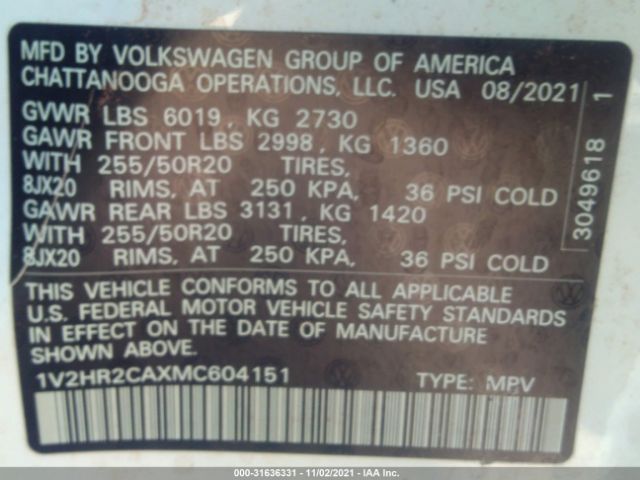 MFD BY VOLKSWAGEN GROUP OF AMERICA
CHATTANOOGA OPERATIONS, LLC. USA 08/2021
GVWR LBS 6019, KG 2730
GAWR FRONT LBS 2998, KG 1360
WITH 255/50R20 TIRES,
8JX20 RIMS, AT 250 KPA, 36 PSI COLD
GAWR REAR LBS 3131, KG 1420
WITH 255/50R20 TIRES,
8JX20 RIMS, AT 250 KPA, 36 PSI COLD
3049618 1
THIS VEHICLE CONFORMS TO ALL APPLICABLE
U.S. FEDERAL MOTOR VEHICLE SAFETY STANDARDS
IN EFFECT ON THE DATE OF MANUFACTURE
SHOWN ABOVE.
1V2HR2CAXMC604151 TYPE: MPV
000-31636331 - 11/02/2021 - IAA Inc.